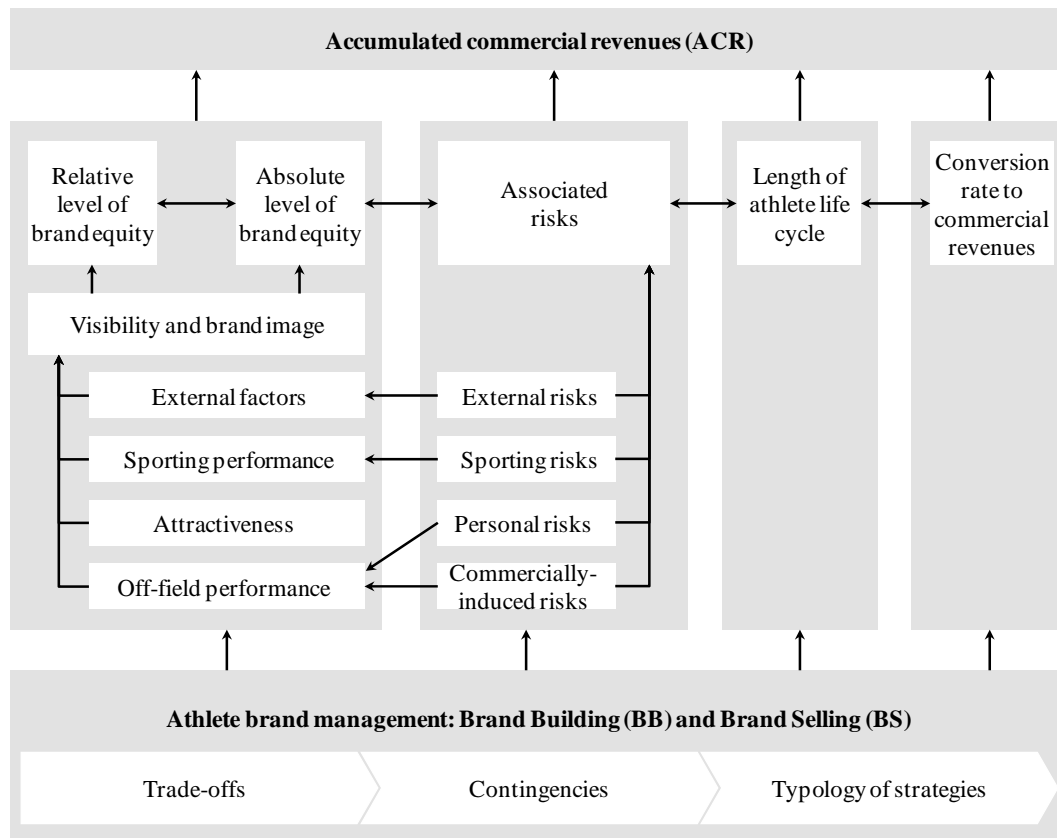 Accumulated commercial revenues (ACR)
Relative
level of
brand equity
Absolute
level of
brand equity
Associated
risks
Length of
athlete life
cycle
Conversion
rate to
commercial
revenues
Visibility and brand image
External factors
External risks
Sporting performance
Sporting risks
Attractiveness
Personal risks
Off-field performance
Commercially-
induced risks
Athlete brand management: Brand Building (BB) and Brand Selling (BS)
Trade-offs
Contingencies
Typology of strategies